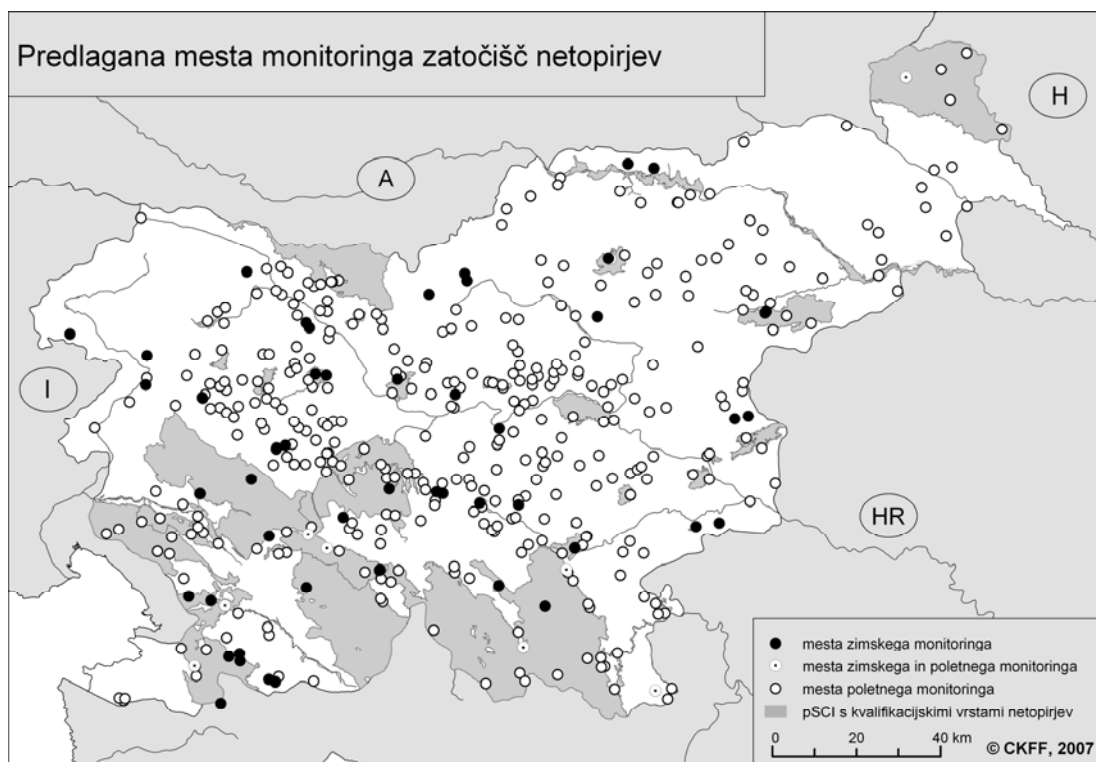 Predlagana mesta monitoringa zatočišč netopirjev
H
A
I
HR
mesta zimskega monitoringa
mesta zimskega in poletnega monitoringa
mesta poletnega monitoringa
pSCI s kvalifikacijskimi vrstami netopirjev
0 20 40 km
© CKFF, 2007